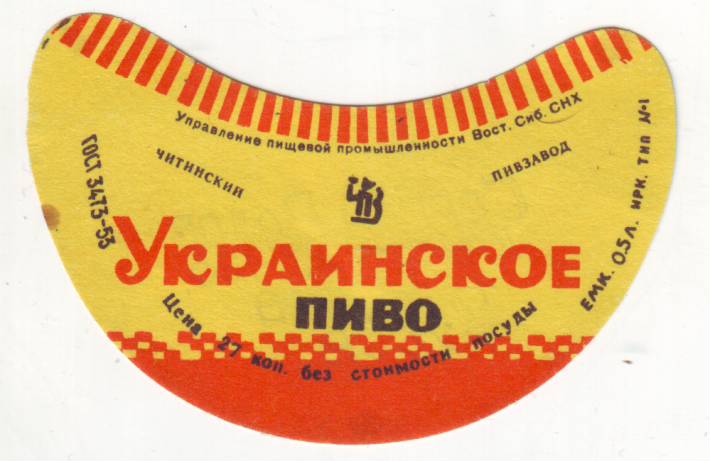 Управление пищевой промышленности Вост. Сиб. СНХ
ЧИТИНСКИЙ ПИВЗАВОД
ЧПЗ
ГОСТ 3473-53
УКРАИНСКОЕ
ПИВО
Цена 27 коп. без стоимости посуды
ЕМК. 0.5 Л. ИРК. ТИП №1